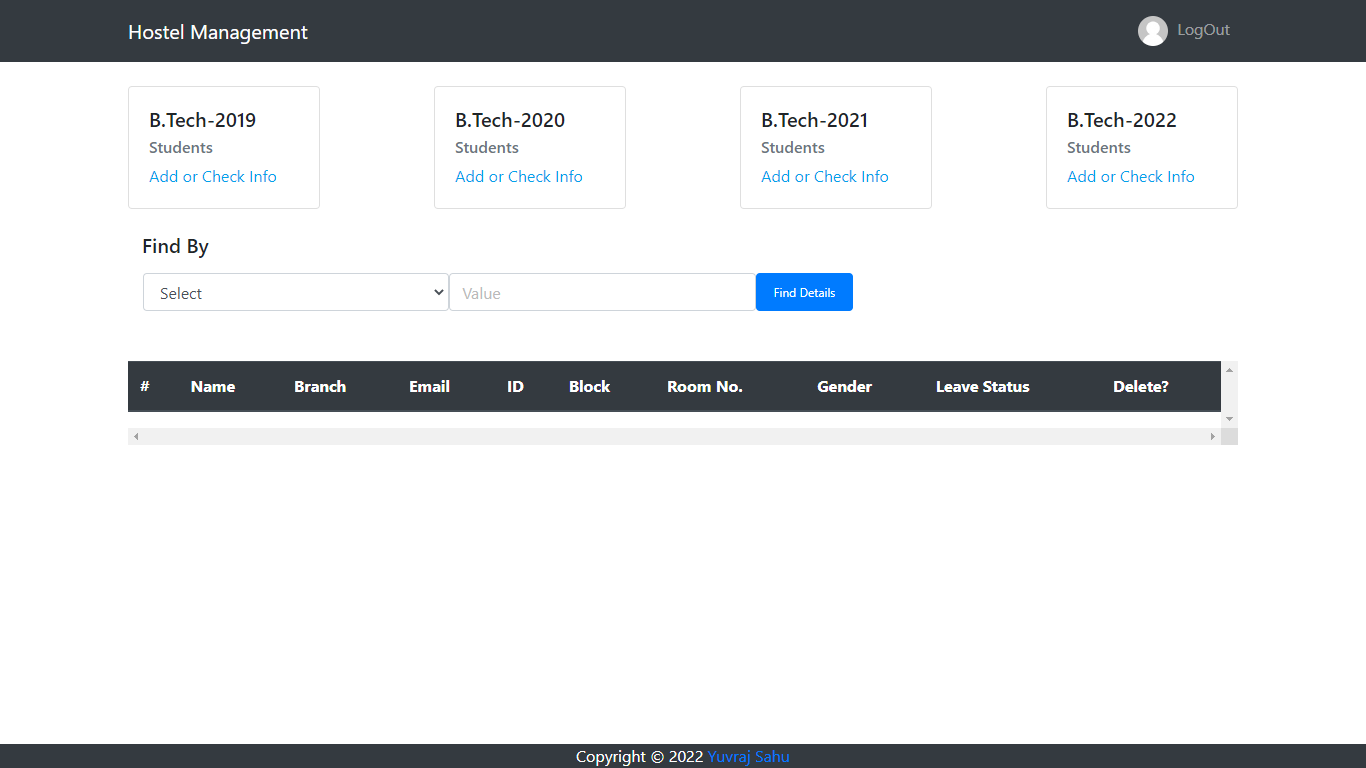 Hostel Management
LogOut
B.Tech-2019
Students
Add or Check Info
B.Tech-2020
Students
Add or Check Info
B.Tech-2021
Students
Add or Check Info
B.Tech-2022
Students
Add or Check Info
Find By
Select Value Find Details
# Name Branch Email ID Block Room No. Gender Leave Status Delete?
Copyright © 2022 Yuvraj Sahu